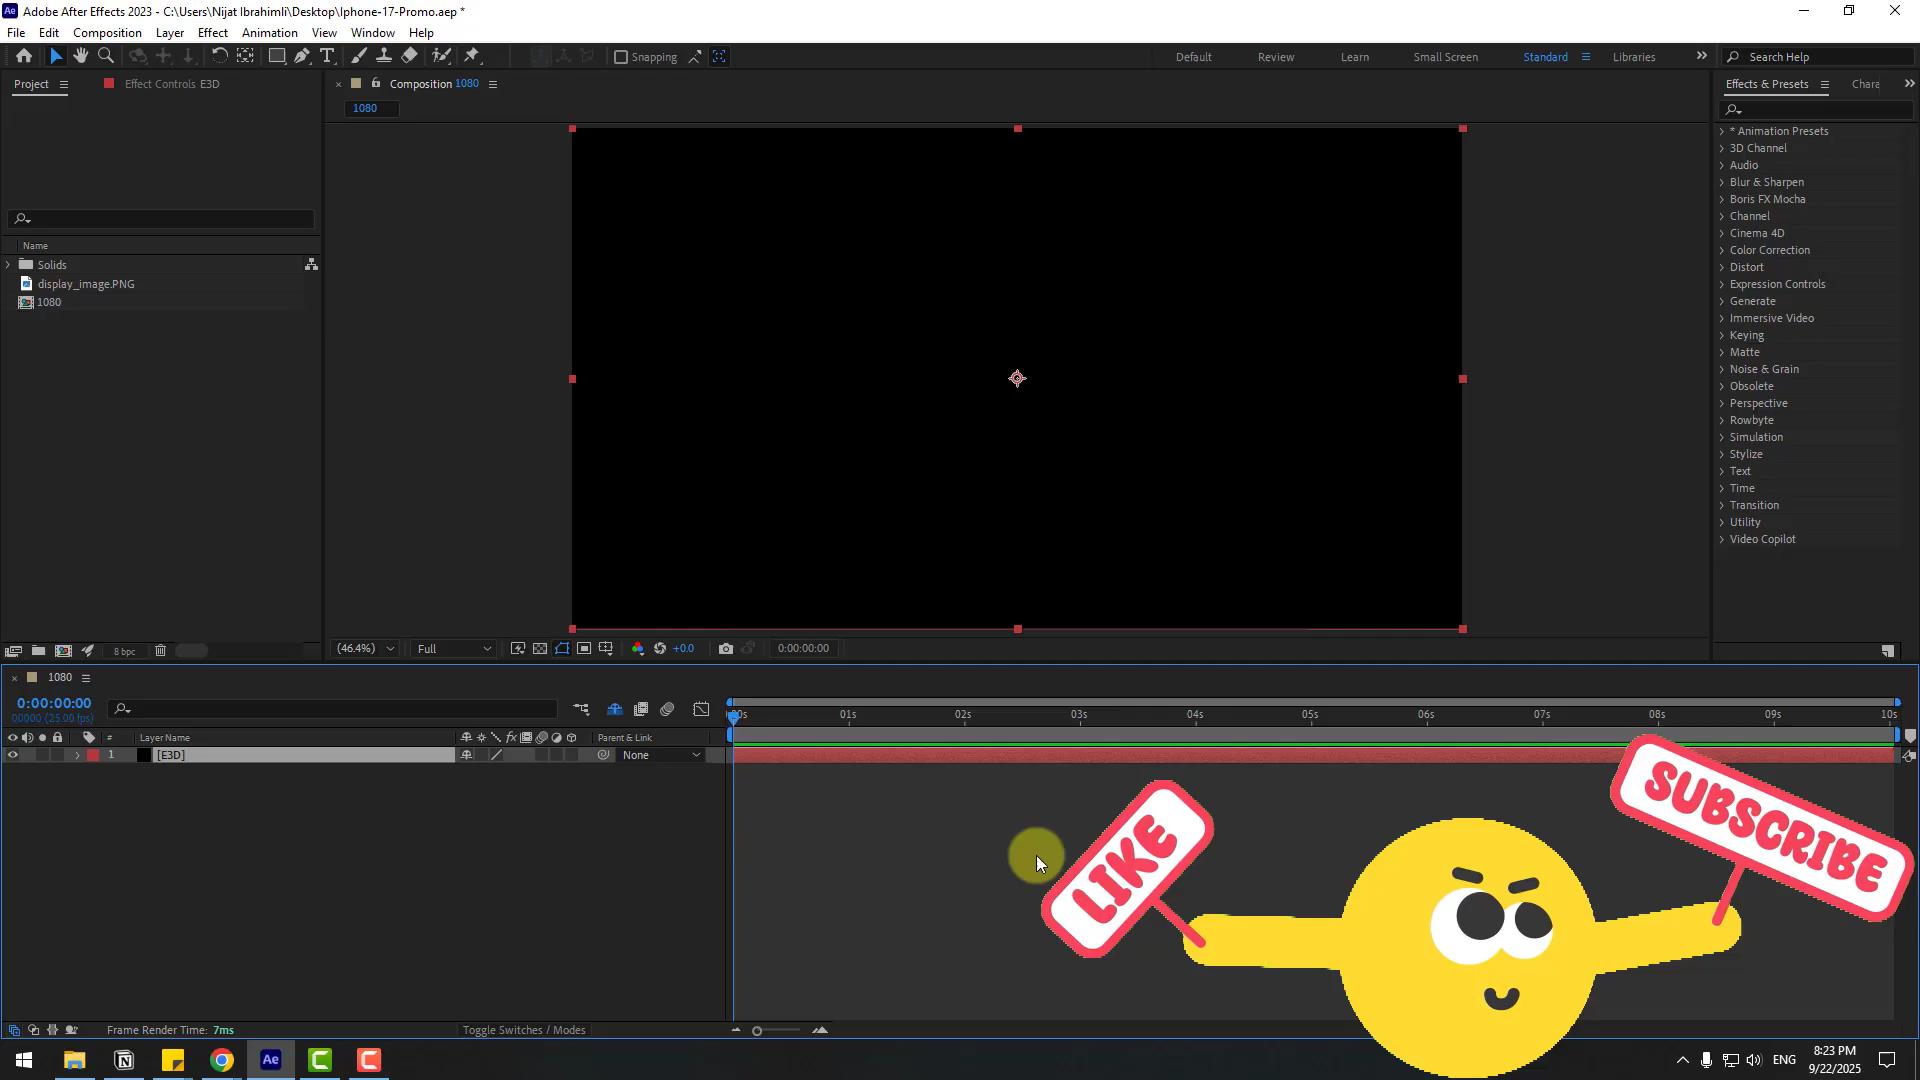 Adobe After Effects 2023 - C:\Users\Nijat Ibrahimli\Desktop\Iphone-17-Promo.aep *
File Edit Composition Layer Effect Animation View Window Help
Snapping
Default Review Learn Small Screen Standard Libraries
Search Help
Project
Effect Controls E3D
Composition 1080
1080
Effects & Presets
Chara
Name
Solids
display_image.PNG
1080
* Animation Presets
3D Channel
Audio
Blur & Sharpen
Boris FX Mocha
Channel
Cinema 4D
Color Correction
Distort
Expression Controls
Generate
Immersive Video
Keying
Matte
Noise & Grain
Obsolete
Perspective
Rowbyte
Simulation
Stylize
Text
Time
Transition
Utility
Video Copilot
8 bpc
(46.4%)
Full
+0.0
0:00:00:00
1080
0:00:00:00
00000 (25.00 fps)
:00s 01s 02s 03s 04s 05s 06s 07s 08s 09s 10s
# Layer Name
Parent & Link
1 [E3D]
None
LIKE
SUBSCRIBE
Frame Render Time: 7ms
Toggle Switches / Modes
Ae
ENG
8:23 PM
9/22/2025